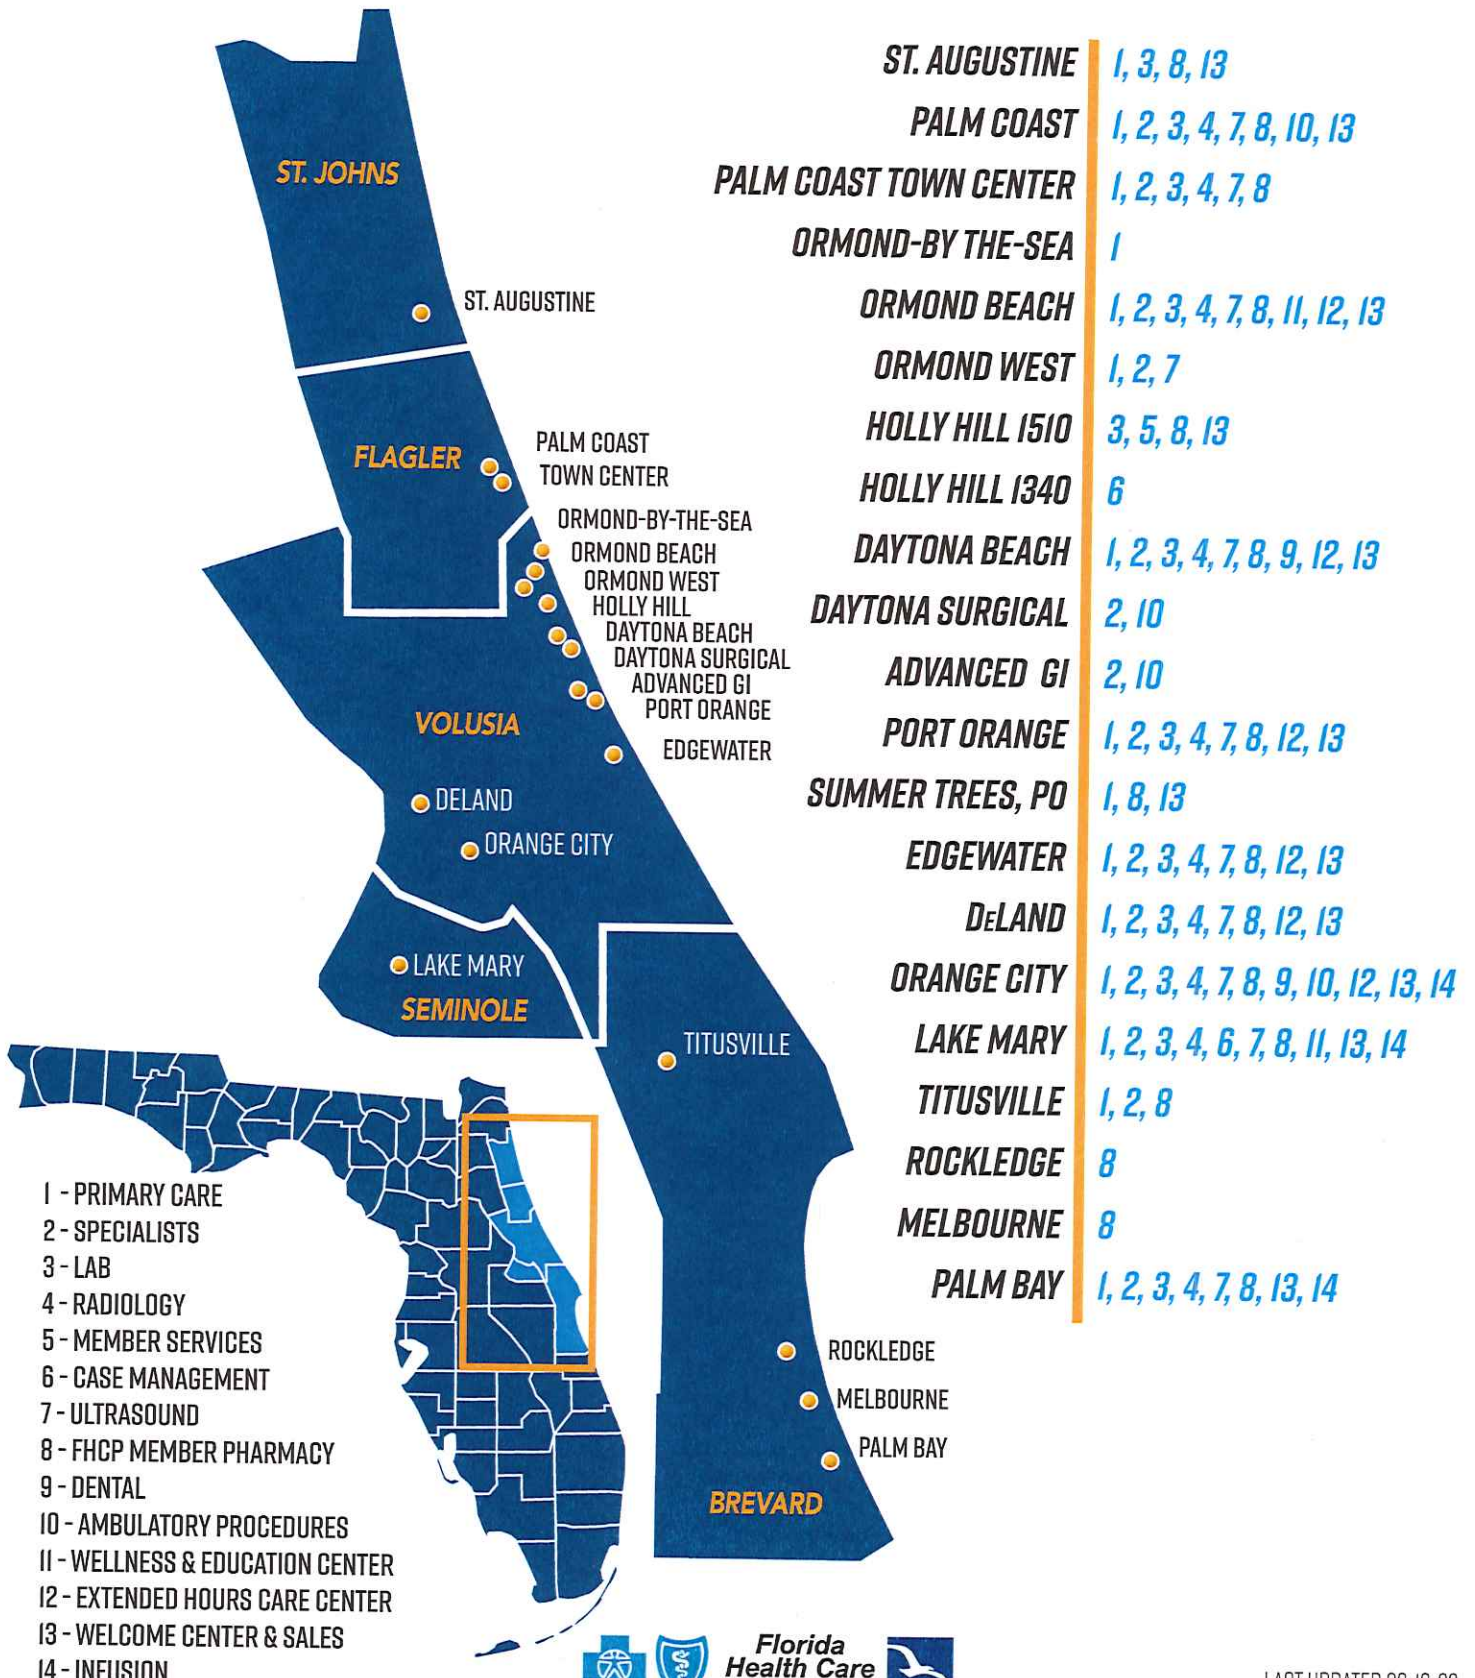 ST. AUGUSTINE 1, 3, 8, 13
PALM COAST 1, 2, 3, 4, 7, 8, 10, 13
PALM COAST TOWN CENTER 1, 2, 3, 4, 7, 8
ORMOND-BY THE-SEA 1
ORMOND BEACH 1, 2, 3, 4, 7, 8, 11, 12, 13
ORMOND WEST 1, 2, 7
HOLLY HILL 1510 3, 5, 8, 13
HOLLY HILL 1340 6
DAYTONA BEACH 1, 2, 3, 4, 7, 8, 9, 12, 13
DAYTONA SURGICAL 2, 10
ADVANCED GI 2, 10
PORT ORANGE 1, 2, 3, 4, 7, 8, 12, 13
SUMMER TREES, PO 1, 8, 13
EDGEWATER 1, 2, 3, 4, 7, 8, 12, 13
DeLAND 1, 2, 3, 4, 7, 8, 12, 13
ORANGE CITY 1, 2, 3, 4, 7, 8, 9, 10, 12, 13, 14
LAKE MARY 1, 2, 3, 4, 6, 7, 8, 11, 13, 14
TITUSVILLE 1, 2, 8
ROCKLEDGE 8
MELBOURNE 8
PALM BAY 1, 2, 3, 4, 7, 8, 13, 14
ST. JOHNS
ST. AUGUSTINE
FLAGLER
PALM COAST
TOWN CENTER
ORMOND-BY-THE-SEA
ORMOND BEACH
ORMOND WEST
HOLLY HILL
DAYTONA BEACH
DAYTONA SURGICAL
ADVANCED GI
PORT ORANGE
VOLUSIA
EDGEWATER
DELAND
ORANGE CITY
LAKE MARY
SEMINOLE
TITUSVILLE
ROCKLEDGE
MELBOURNE
PALM BAY
BREVARD
1 - PRIMARY CARE
2 - SPECIALISTS
3 - LAB
4 - RADIOLOGY
5 - MEMBER SERVICES
6 - CASE MANAGEMENT
7 - ULTRASOUND
8 - FHCP MEMBER PHARMACY
9 - DENTAL
10 - AMBULATORY PROCEDURES
11 - WELLNESS & EDUCATION CENTER
12 - EXTENDED HOURS CARE CENTER
13 - WELCOME CENTER & SALES
14 - INFUSION
Florida
Health Care
LAST UPDATED